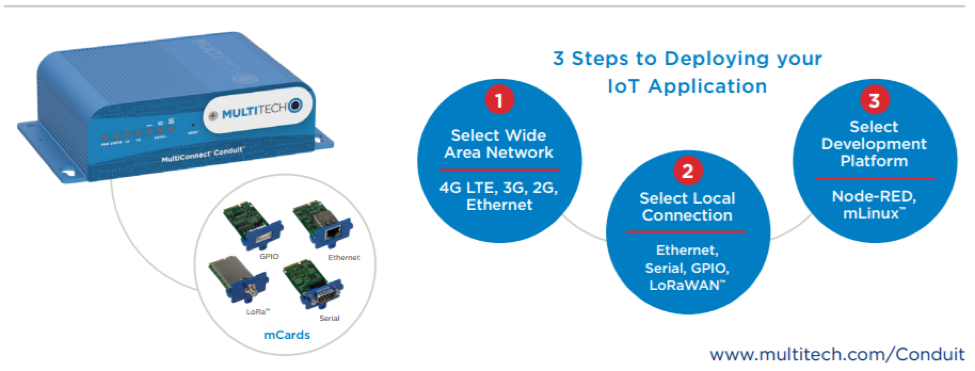 MULTITECH
MULTITECH
RESET
MultiConnect® Conduit™
GPIO
Ethernet
LoRa™
Serial
mCards
3 Steps to Deploying your
IoT Application
1
Select Wide
Area Network
4G LTE, 3G, 2G,
Ethernet
2
Select Local
Connection
Ethernet,
Serial, GPIO,
LoRaWAN™
3
Select
Development
Platform
Node-RED,
mLinux™
www.multitech.com/Conduit